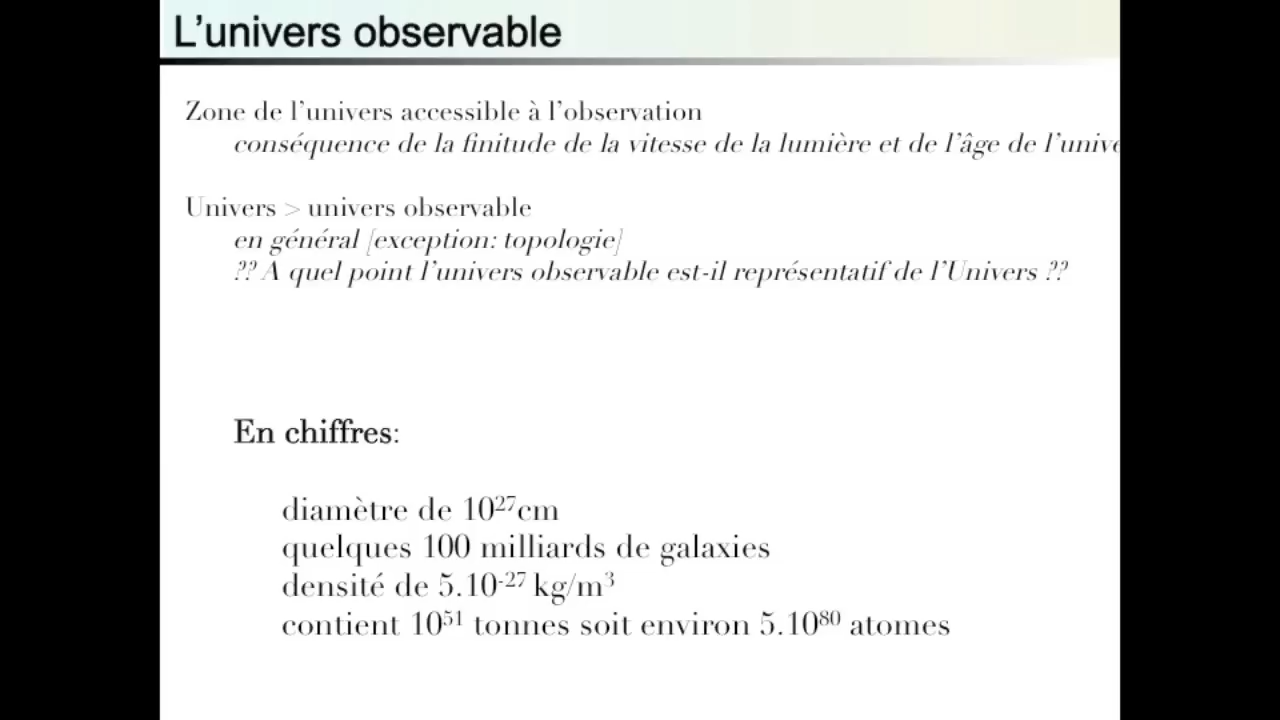 L’univers observable
Zone de l’univers accessible à l’observation
conséquence de la finitude de la vitesse de la lumière et de l’âge de l’unive
Univers > univers observable
en général [exception: topologie]
?? A quel point l’univers observable est-il représentatif de l’Univers ??
En chiffres:
diamètre de 10²⁷cm
quelques 100 milliards de galaxies
densité de 5.10⁻²⁷ kg/m³
contient 10⁵¹ tonnes soit environ 5.10⁸⁰ atomes